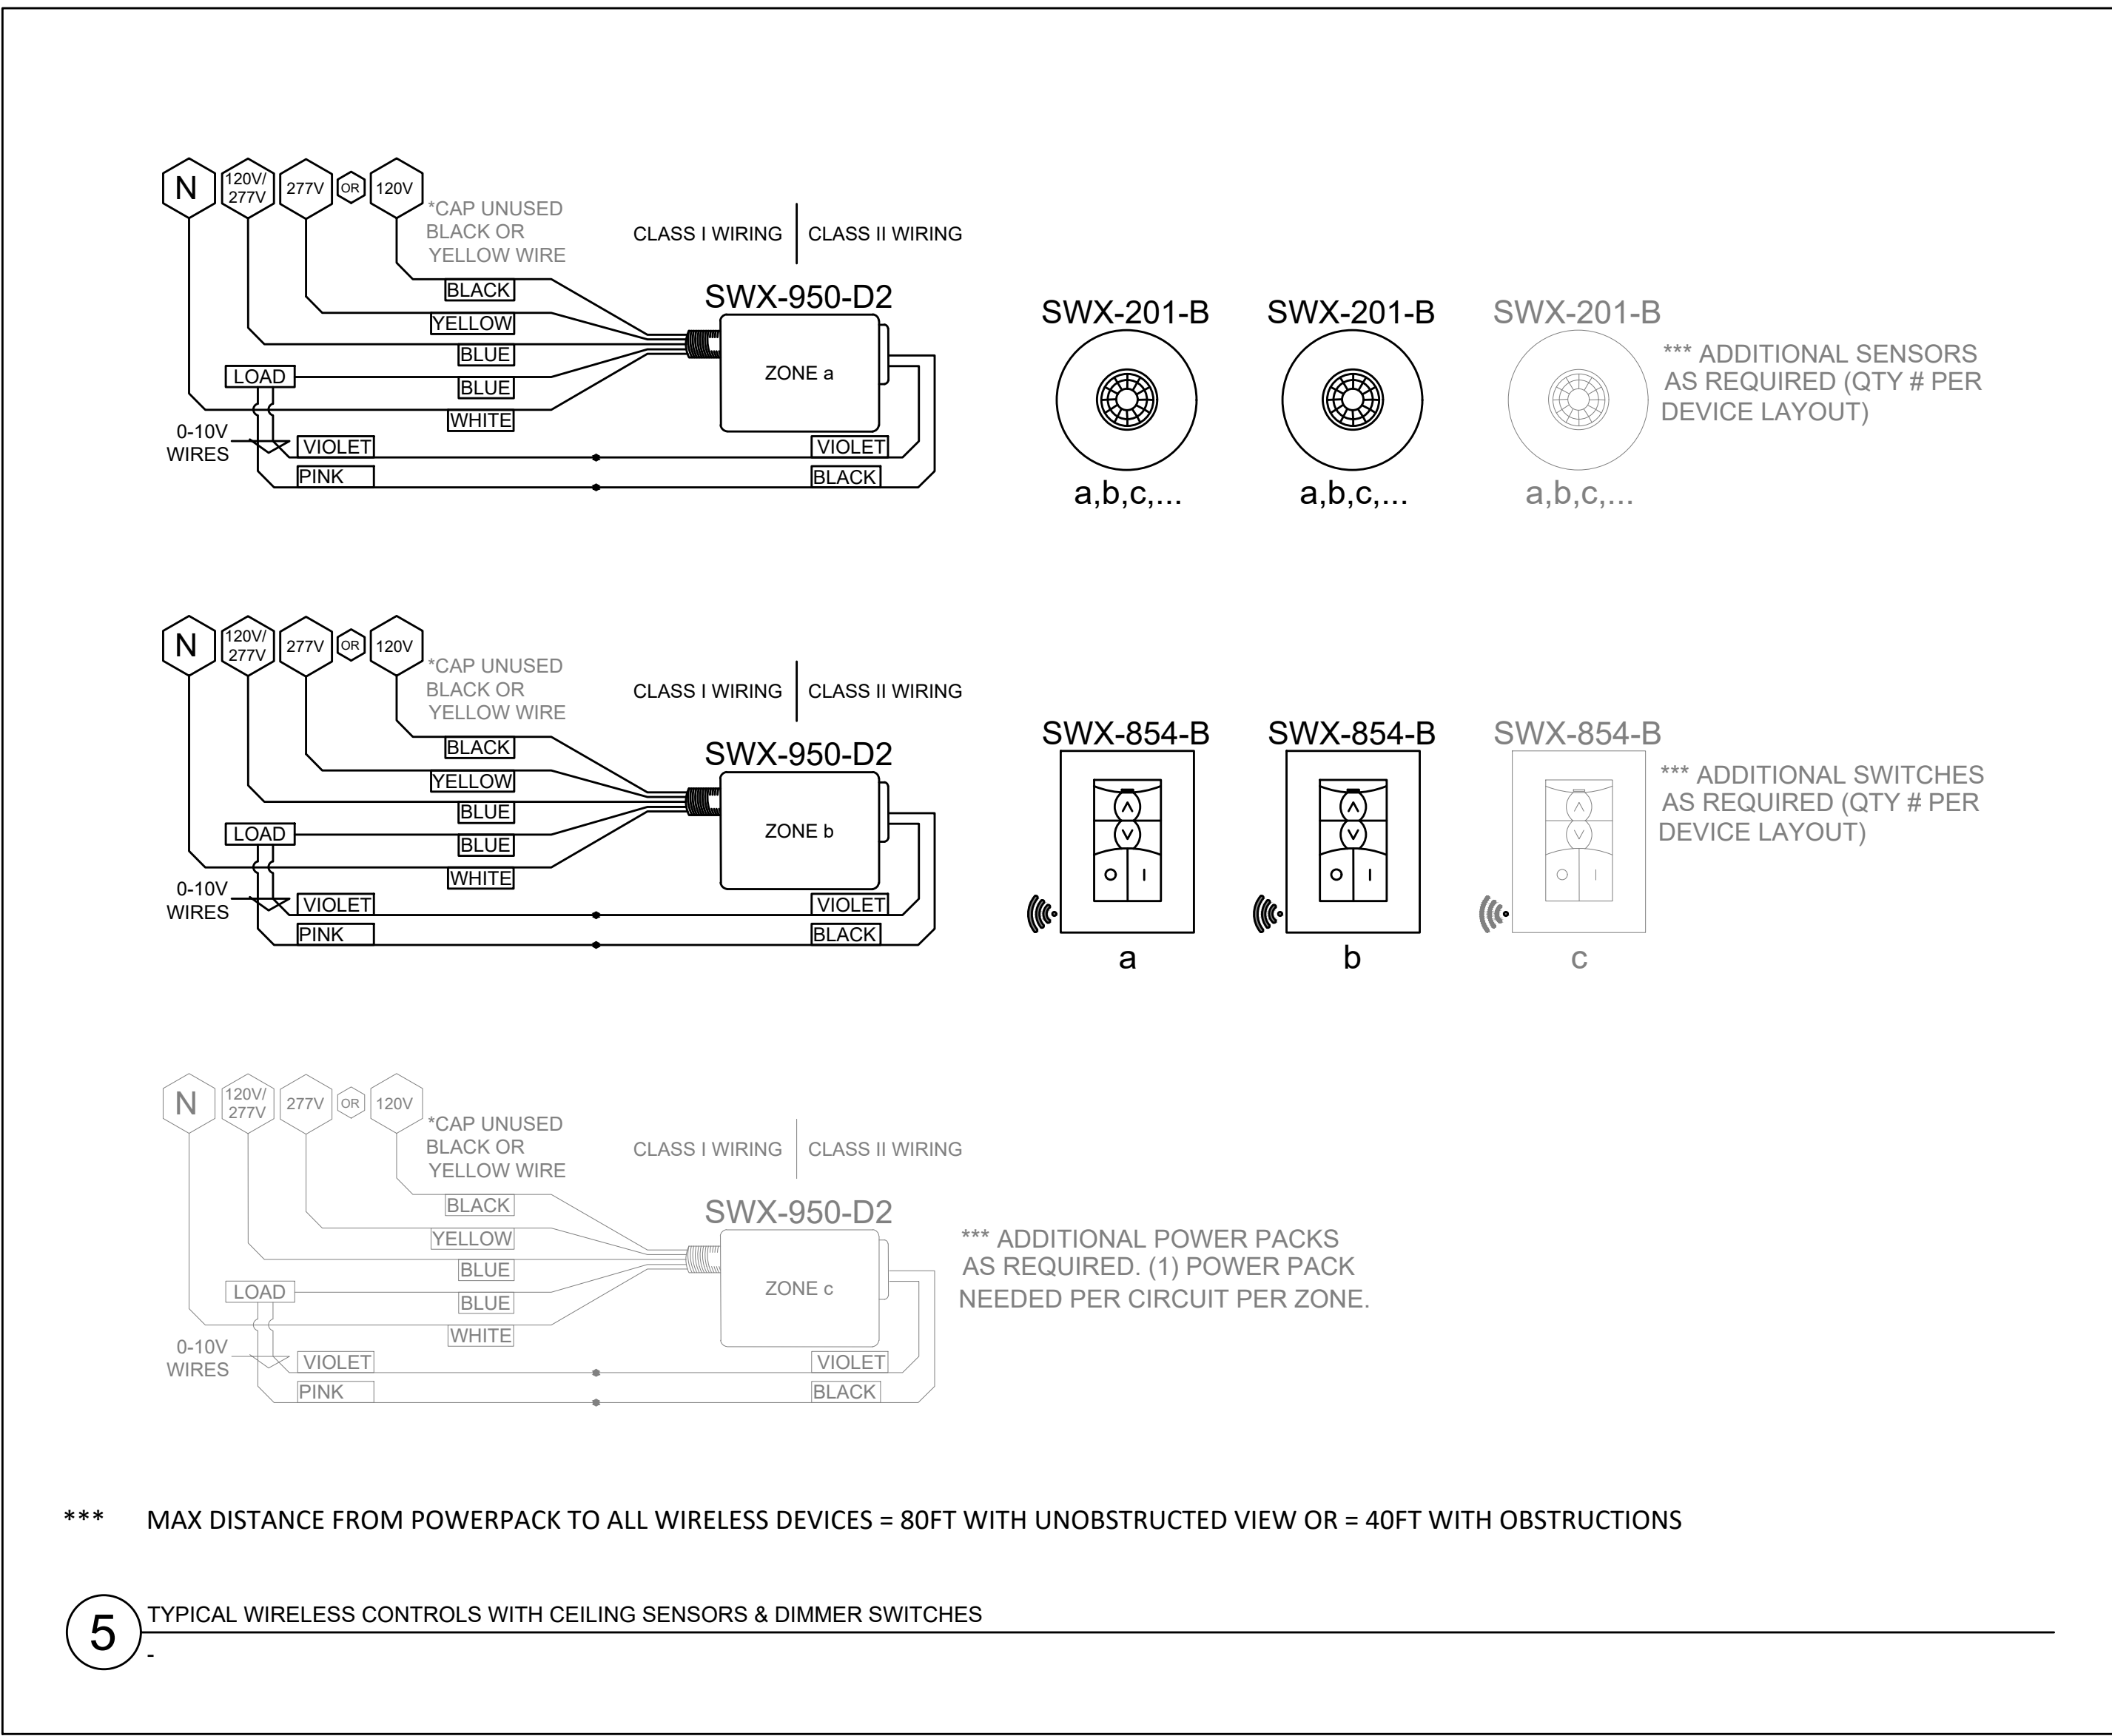 N
120V/
277V
277V
OR
120V
*CAP UNUSED
BLACK OR
YELLOW WIRE
CLASS I WIRING
CLASS II WIRING
BLACK
YELLOW
BLUE
LOAD
BLUE
WHITE
0-10V
WIRES
VIOLET
PINK
SWX-950-D2
ZONE a
VIOLET
BLACK
SWX-201-B
a,b,c,...
SWX-201-B
a,b,c,...
SWX-201-B
a,b,c,...
*** ADDITIONAL SENSORS
AS REQUIRED (QTY # PER
DEVICE LAYOUT)
N
120V/
277V
277V
OR
120V
*CAP UNUSED
BLACK OR
YELLOW WIRE
CLASS I WIRING
CLASS II WIRING
BLACK
YELLOW
BLUE
LOAD
BLUE
WHITE
0-10V
WIRES
VIOLET
PINK
SWX-950-D2
ZONE b
VIOLET
BLACK
SWX-854-B
O I
a
SWX-854-B
O I
b
SWX-854-B
O I
c
*** ADDITIONAL SWITCHES
AS REQUIRED (QTY # PER
DEVICE LAYOUT)
N
120V/
277V
277V
OR
120V
*CAP UNUSED
BLACK OR
YELLOW WIRE
CLASS I WIRING
CLASS II WIRING
BLACK
YELLOW
BLUE
LOAD
BLUE
WHITE
0-10V
WIRES
VIOLET
PINK
SWX-950-D2
ZONE c
VIOLET
BLACK
*** ADDITIONAL POWER PACKS
AS REQUIRED. (1) POWER PACK
NEEDED PER CIRCUIT PER ZONE.
*** MAX DISTANCE FROM POWERPACK TO ALL WIRELESS DEVICES = 80FT WITH UNOBSTRUCTED VIEW OR = 40FT WITH OBSTRUCTIONS
5
TYPICAL WIRELESS CONTROLS WITH CEILING SENSORS & DIMMER SWITCHES
-